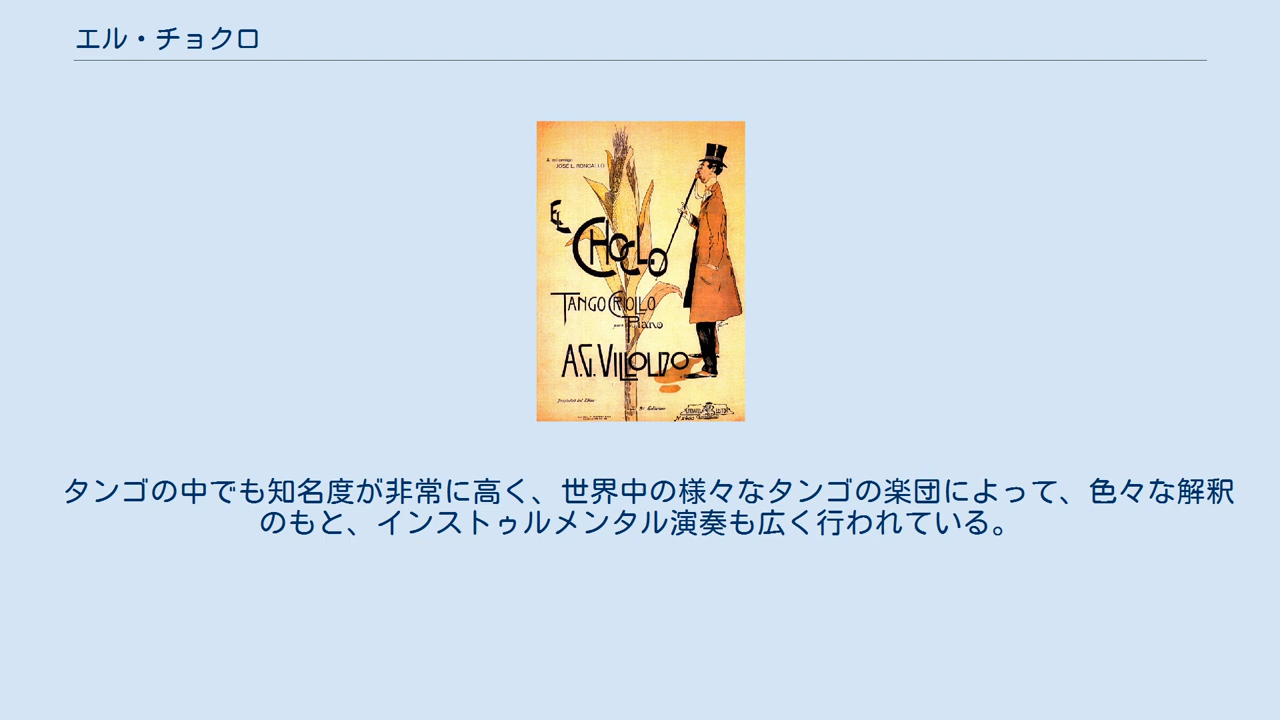 エル・チョクロ
A mi amigo
JOSE L. RONCALLO
EL
CHOCLO
TANGO CRIOLLO
para Piano
A.G. VILLOLDO
タンゴの中でも知名度が非常に高く、世界中の様々なタンゴの楽団によって、色々な解釈
のもと、インストゥルメンタル演奏も広く行われている。